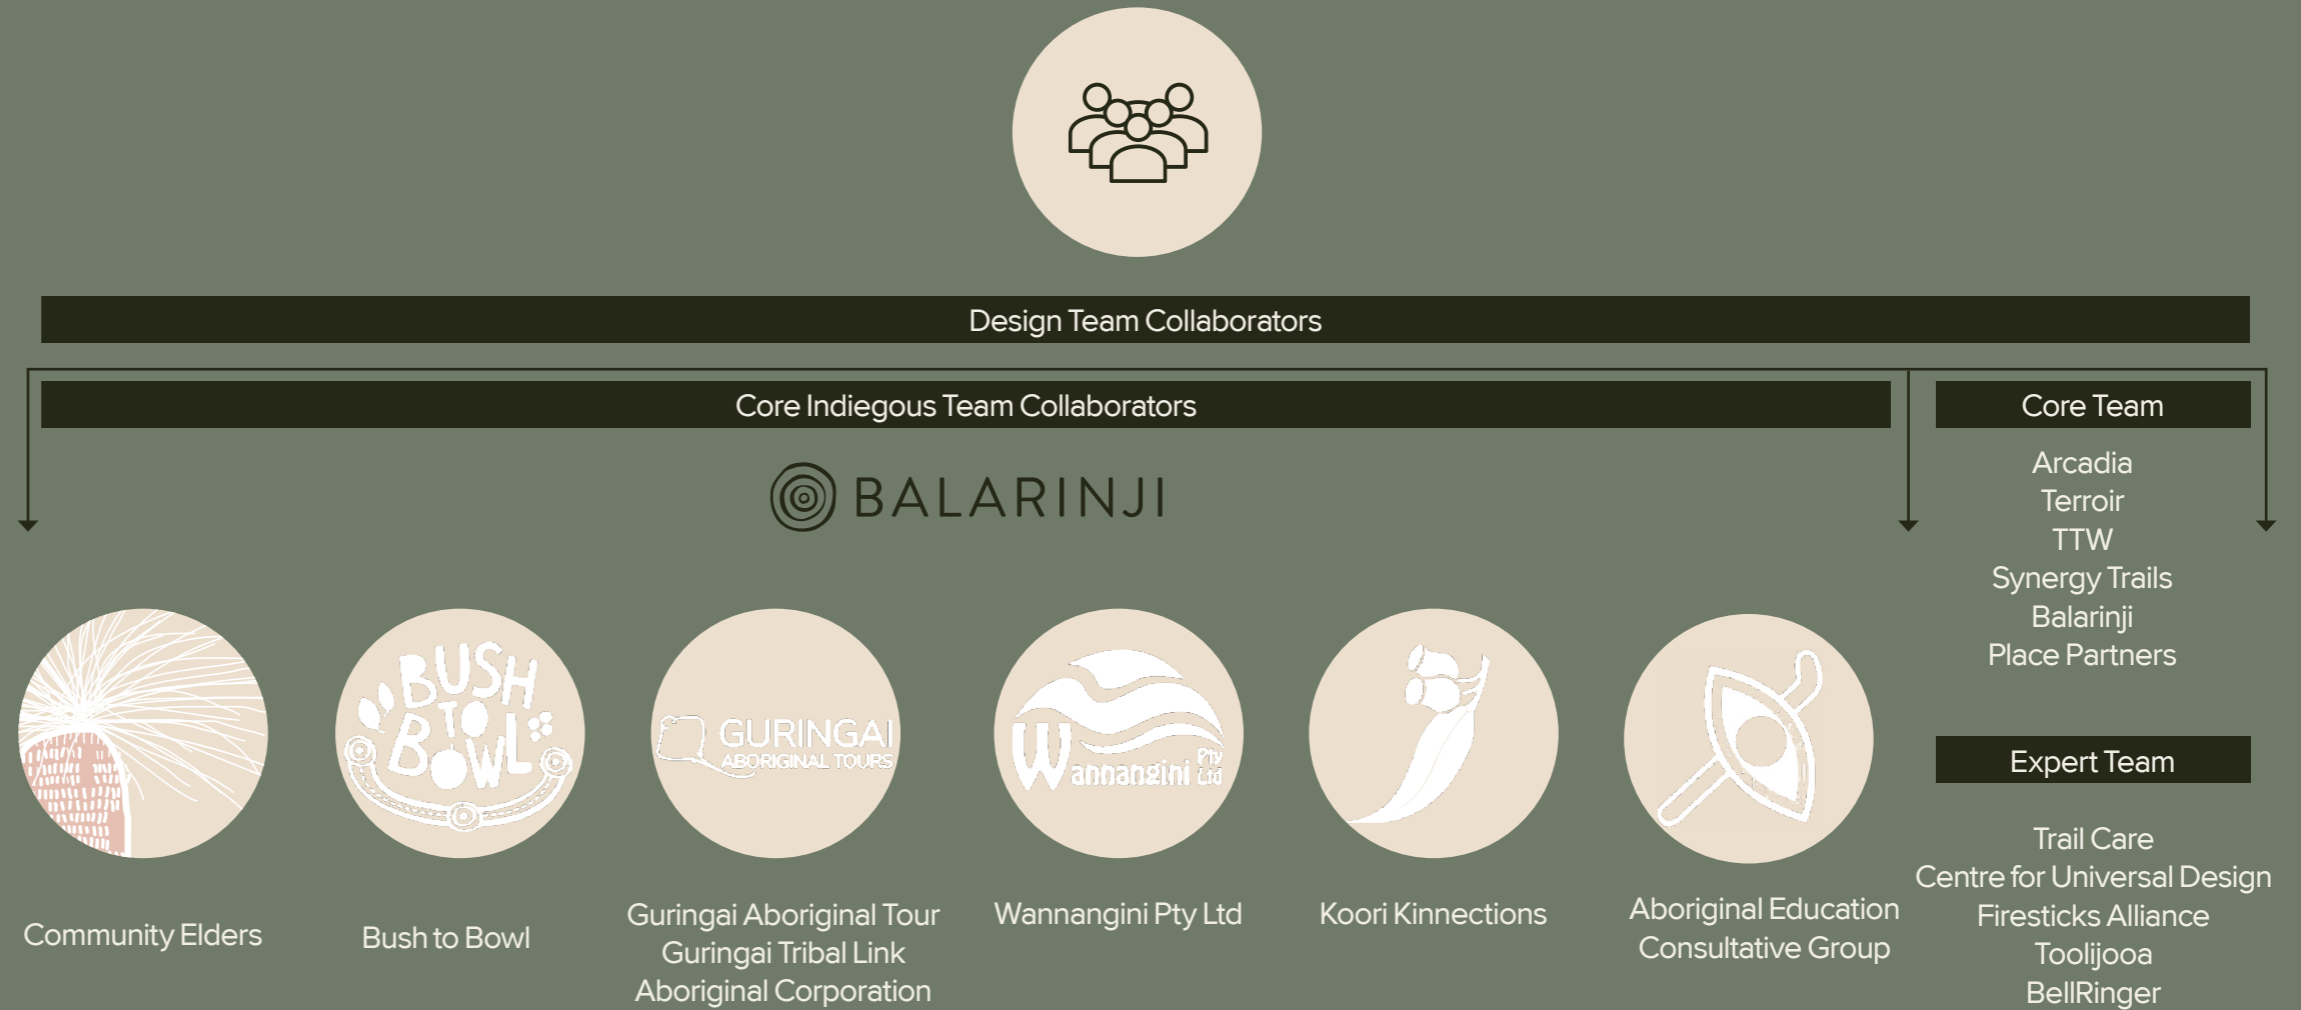 Design Team Collaborators
Core Indiegous Team Collaborators
BALARINJI
BUSH
TO
BOWL
GURINGAI
ABORIGINAL TOURS
Wannangini Pty
Ltd
Community Elders
Bush to Bowl
Guringai Aboriginal Tour
Guringai Tribal Link
Aboriginal Corporation
Wannangini Pty Ltd
Koori Kinnections
Aboriginal Education
Consultative Group
Core Team
Arcadia
Terroir
TTW
Synergy Trails
Balarinji
Place Partners
Expert Team
Trail Care
Centre for Universal Design
Firesticks Alliance
Toolijooa
BellRinger